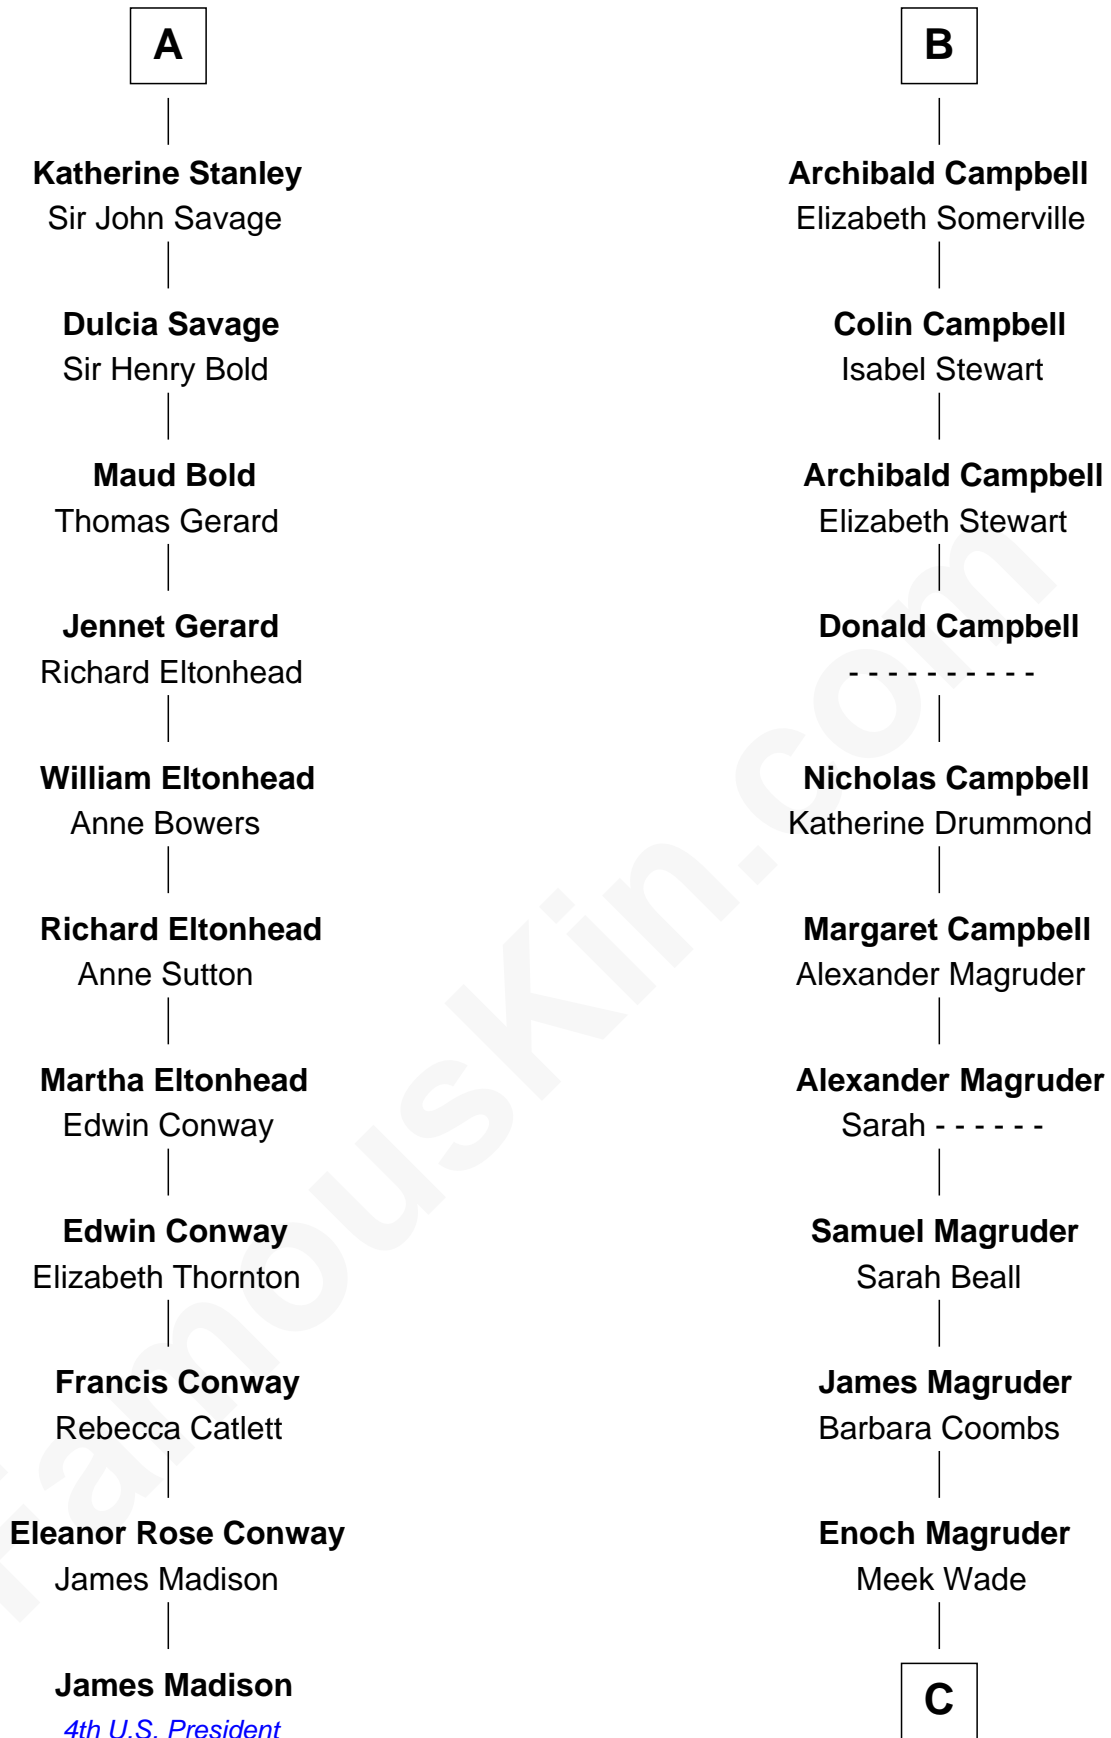 A
Katherine Stanley
Sir John Savage
Dulcia Savage
Sir Henry Bold
Maud Bold
Thomas Gerard
Jennet Gerard
Richard Eltonhead
William Eltonhead
Anne Bowers
Richard Eltonhead
Anne Sutton
Martha Eltonhead
Edwin Conway
Edwin Conway
Elizabeth Thornton
Francis Conway
Rebecca Catlett
Eleanor Rose Conway
James Madison
James Madison
4th U.S. President
B
Archibald Campbell
Elizabeth Somerville
Colin Campbell
Isabel Stewart
Archibald Campbell
Elizabeth Stewart
Donald Campbell
- - - - - - - - - -
Nicholas Campbell
Katherine Drummond
Margaret Campbell
Alexander Magruder
Alexander Magruder
Sarah - - - - - -
Samuel Magruder
Sarah Beall
James Magruder
Barbara Coombs
Enoch Magruder
Meek Wade
C
FamousKin.com